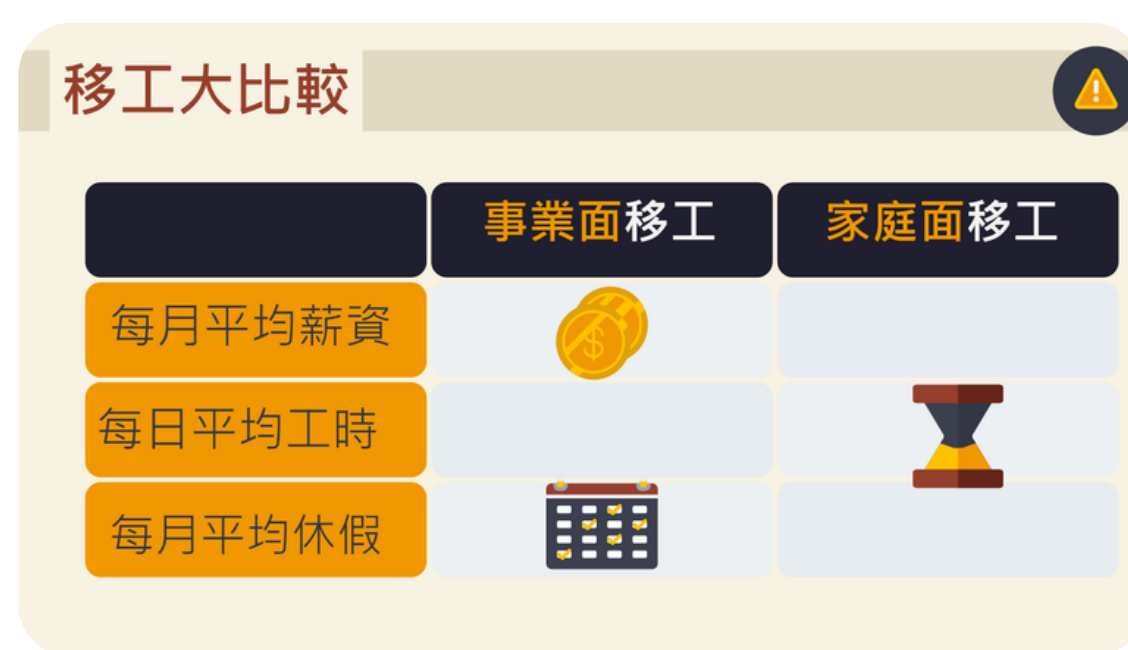 移工大比較
事業面移工
家庭面移工
每月平均薪資
每日平均工時
每月平均休假